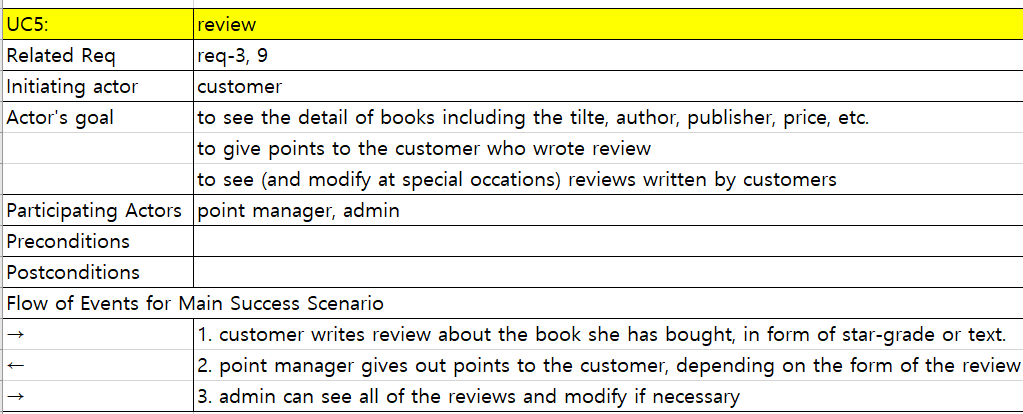 UC5: review
Related Req req-3, 9
Initiating actor customer
Actor's goal to see the detail of books including the tilte, author, publisher, price, etc.
to give points to the customer who wrote review
to see (and modify at special occations) reviews written by customers
Participating Actors point manager, admin
Preconditions
Postconditions
Flow of Events for Main Success Scenario
→ 1. customer writes review about the book she has bought, in form of star-grade or text.
← 2. point manager gives out points to the customer, depending on the form of the review
→ 3. admin can see all of the reviews and modify if necessary